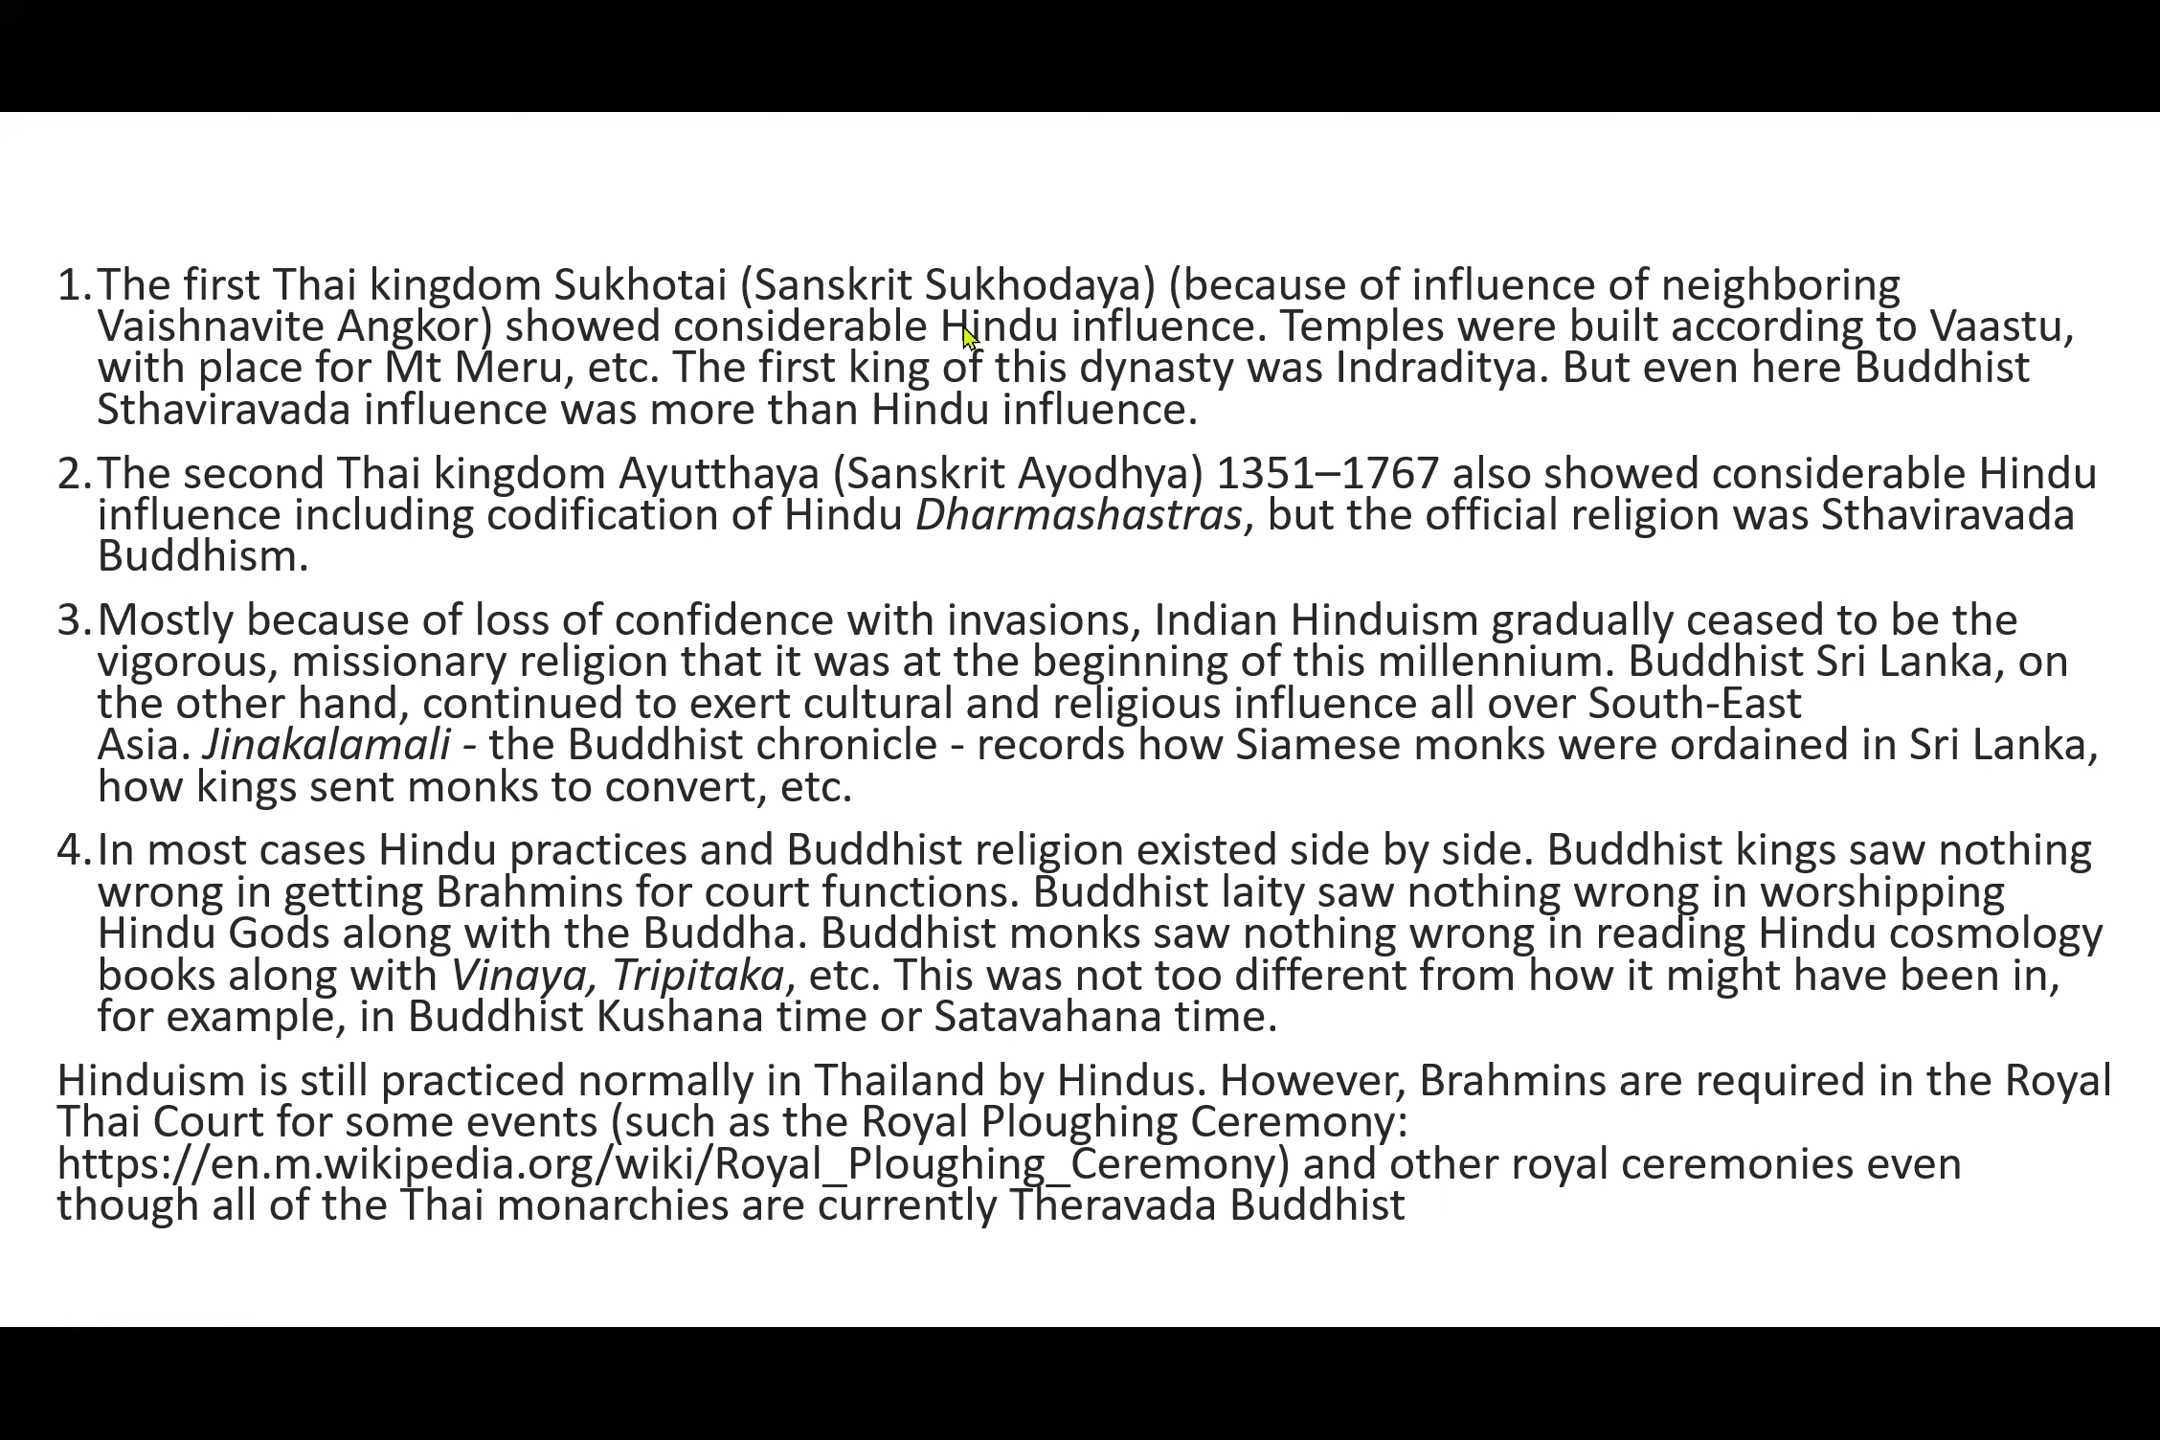 1. The first Thai kingdom Sukhotai (Sanskrit Sukhodaya) (because of influence of neighboring
Vaishnavite Angkor) showed considerable Hindu influence. Temples were built according to Vaastu,
with place for Mt Meru, etc. The first king of this dynasty was Indraditya. But even here Buddhist
Sthaviravada influence was more than Hindu influence.
2. The second Thai kingdom Ayutthaya (Sanskrit Ayodhya) 1351–1767 also showed considerable Hindu
influence including codification of Hindu Dharmashastras, but the official religion was Sthaviravada
Buddhism.
3. Mostly because of loss of confidence with invasions, Indian Hinduism gradually ceased to be the
vigorous, missionary religion that it was at the beginning of this millennium. Buddhist Sri Lanka, on
the other hand, continued to exert cultural and religious influence all over South-East
Asia. Jinakalamali - the Buddhist chronicle - records how Siamese monks were ordained in Sri Lanka,
how kings sent monks to convert, etc.
4. In most cases Hindu practices and Buddhist religion existed side by side. Buddhist kings saw nothing
wrong in getting Brahmins for court functions. Buddhist laity saw nothing wrong in worshipping
Hindu Gods along with the Buddha. Buddhist monks saw nothing wrong in reading Hindu cosmology
books along with Vinaya, Tripitaka, etc. This was not too different from how it might have been in,
for example, in Buddhist Kushana time or Satavahana time.
Hinduism is still practiced normally in Thailand by Hindus. However, Brahmins are required in the Royal
Thai Court for some events (such as the Royal Ploughing Ceremony:
https://en.m.wikipedia.org/wiki/Royal_Ploughing_Ceremony) and other royal ceremonies even
though all of the Thai monarchies are currently Theravada Buddhist